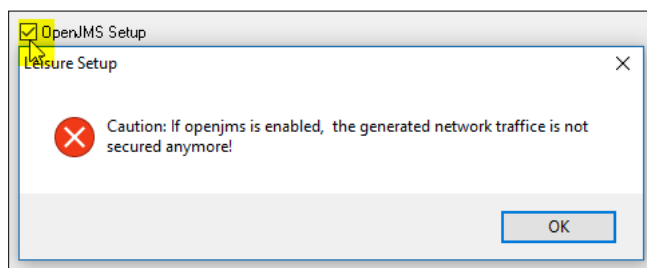 OpenJMS Setup
Leisure Setup
Caution: If openjms is enabled,  the generated network traffice is not
secured anymore!
OK